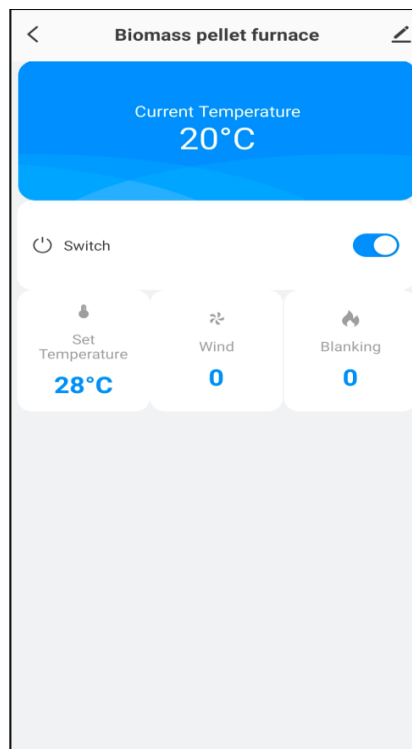 Biomass pellet furnace
Current Temperature
20°C
Switch
Set
Temperature
28°C
Wind
0
Blanking
0